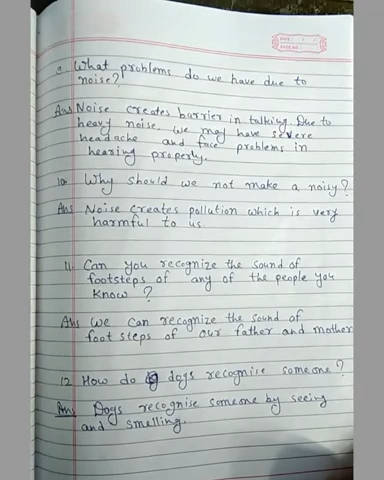 DATE
PAGE NO.
9. What problems do we have due to
noise?
Ans Noise creates barrier in talking. Due to
heavy noise, we may have severe
headache and face problems in
hearing properly.
10. Why should we not make a noisy?
Ans Noise creates pollution which is very
harmful to us
11. Can you recognize the sound of
footsteps of any of the people you
know?
Ans We can recognize the sound of
foot steps of our father and mother
12. How do dogs recognise someone?
Ans Dogs recognise someone by seeing
and smelling.